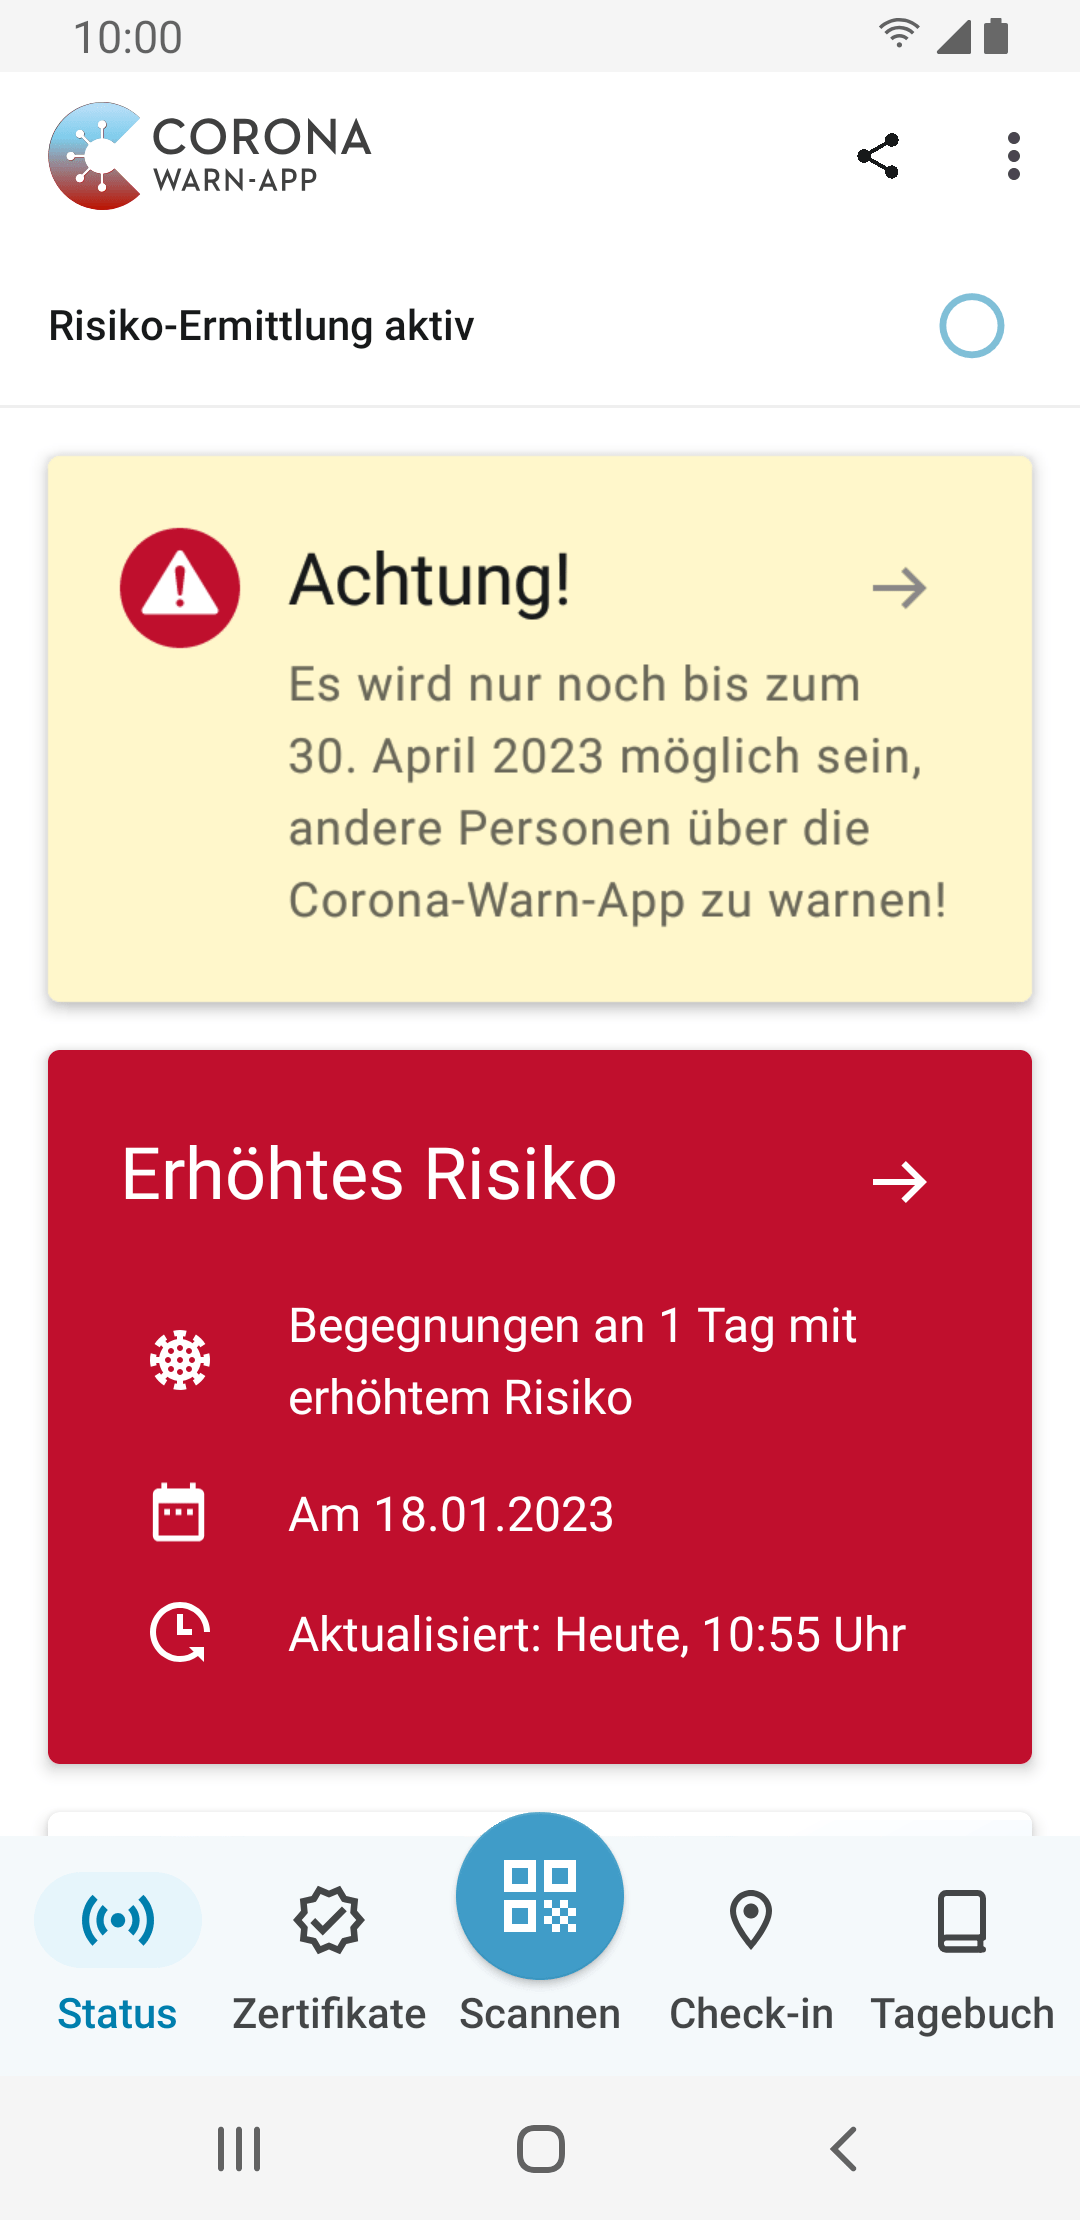 10:00
CORONA
WARN-APP
Risiko-Ermittlung aktiv
Achtung!
Es wird nur noch bis zum
30. April 2023 möglich sein,
andere Personen über die
Corona-Warn-App zu warnen!
Erhöhtes Risiko
Begegnungen an 1 Tag mit
erhöhtem Risiko
Am 18.01.2023
Aktualisiert: Heute, 10:55 Uhr
Status Zertifikate Scannen Check-in Tagebuch